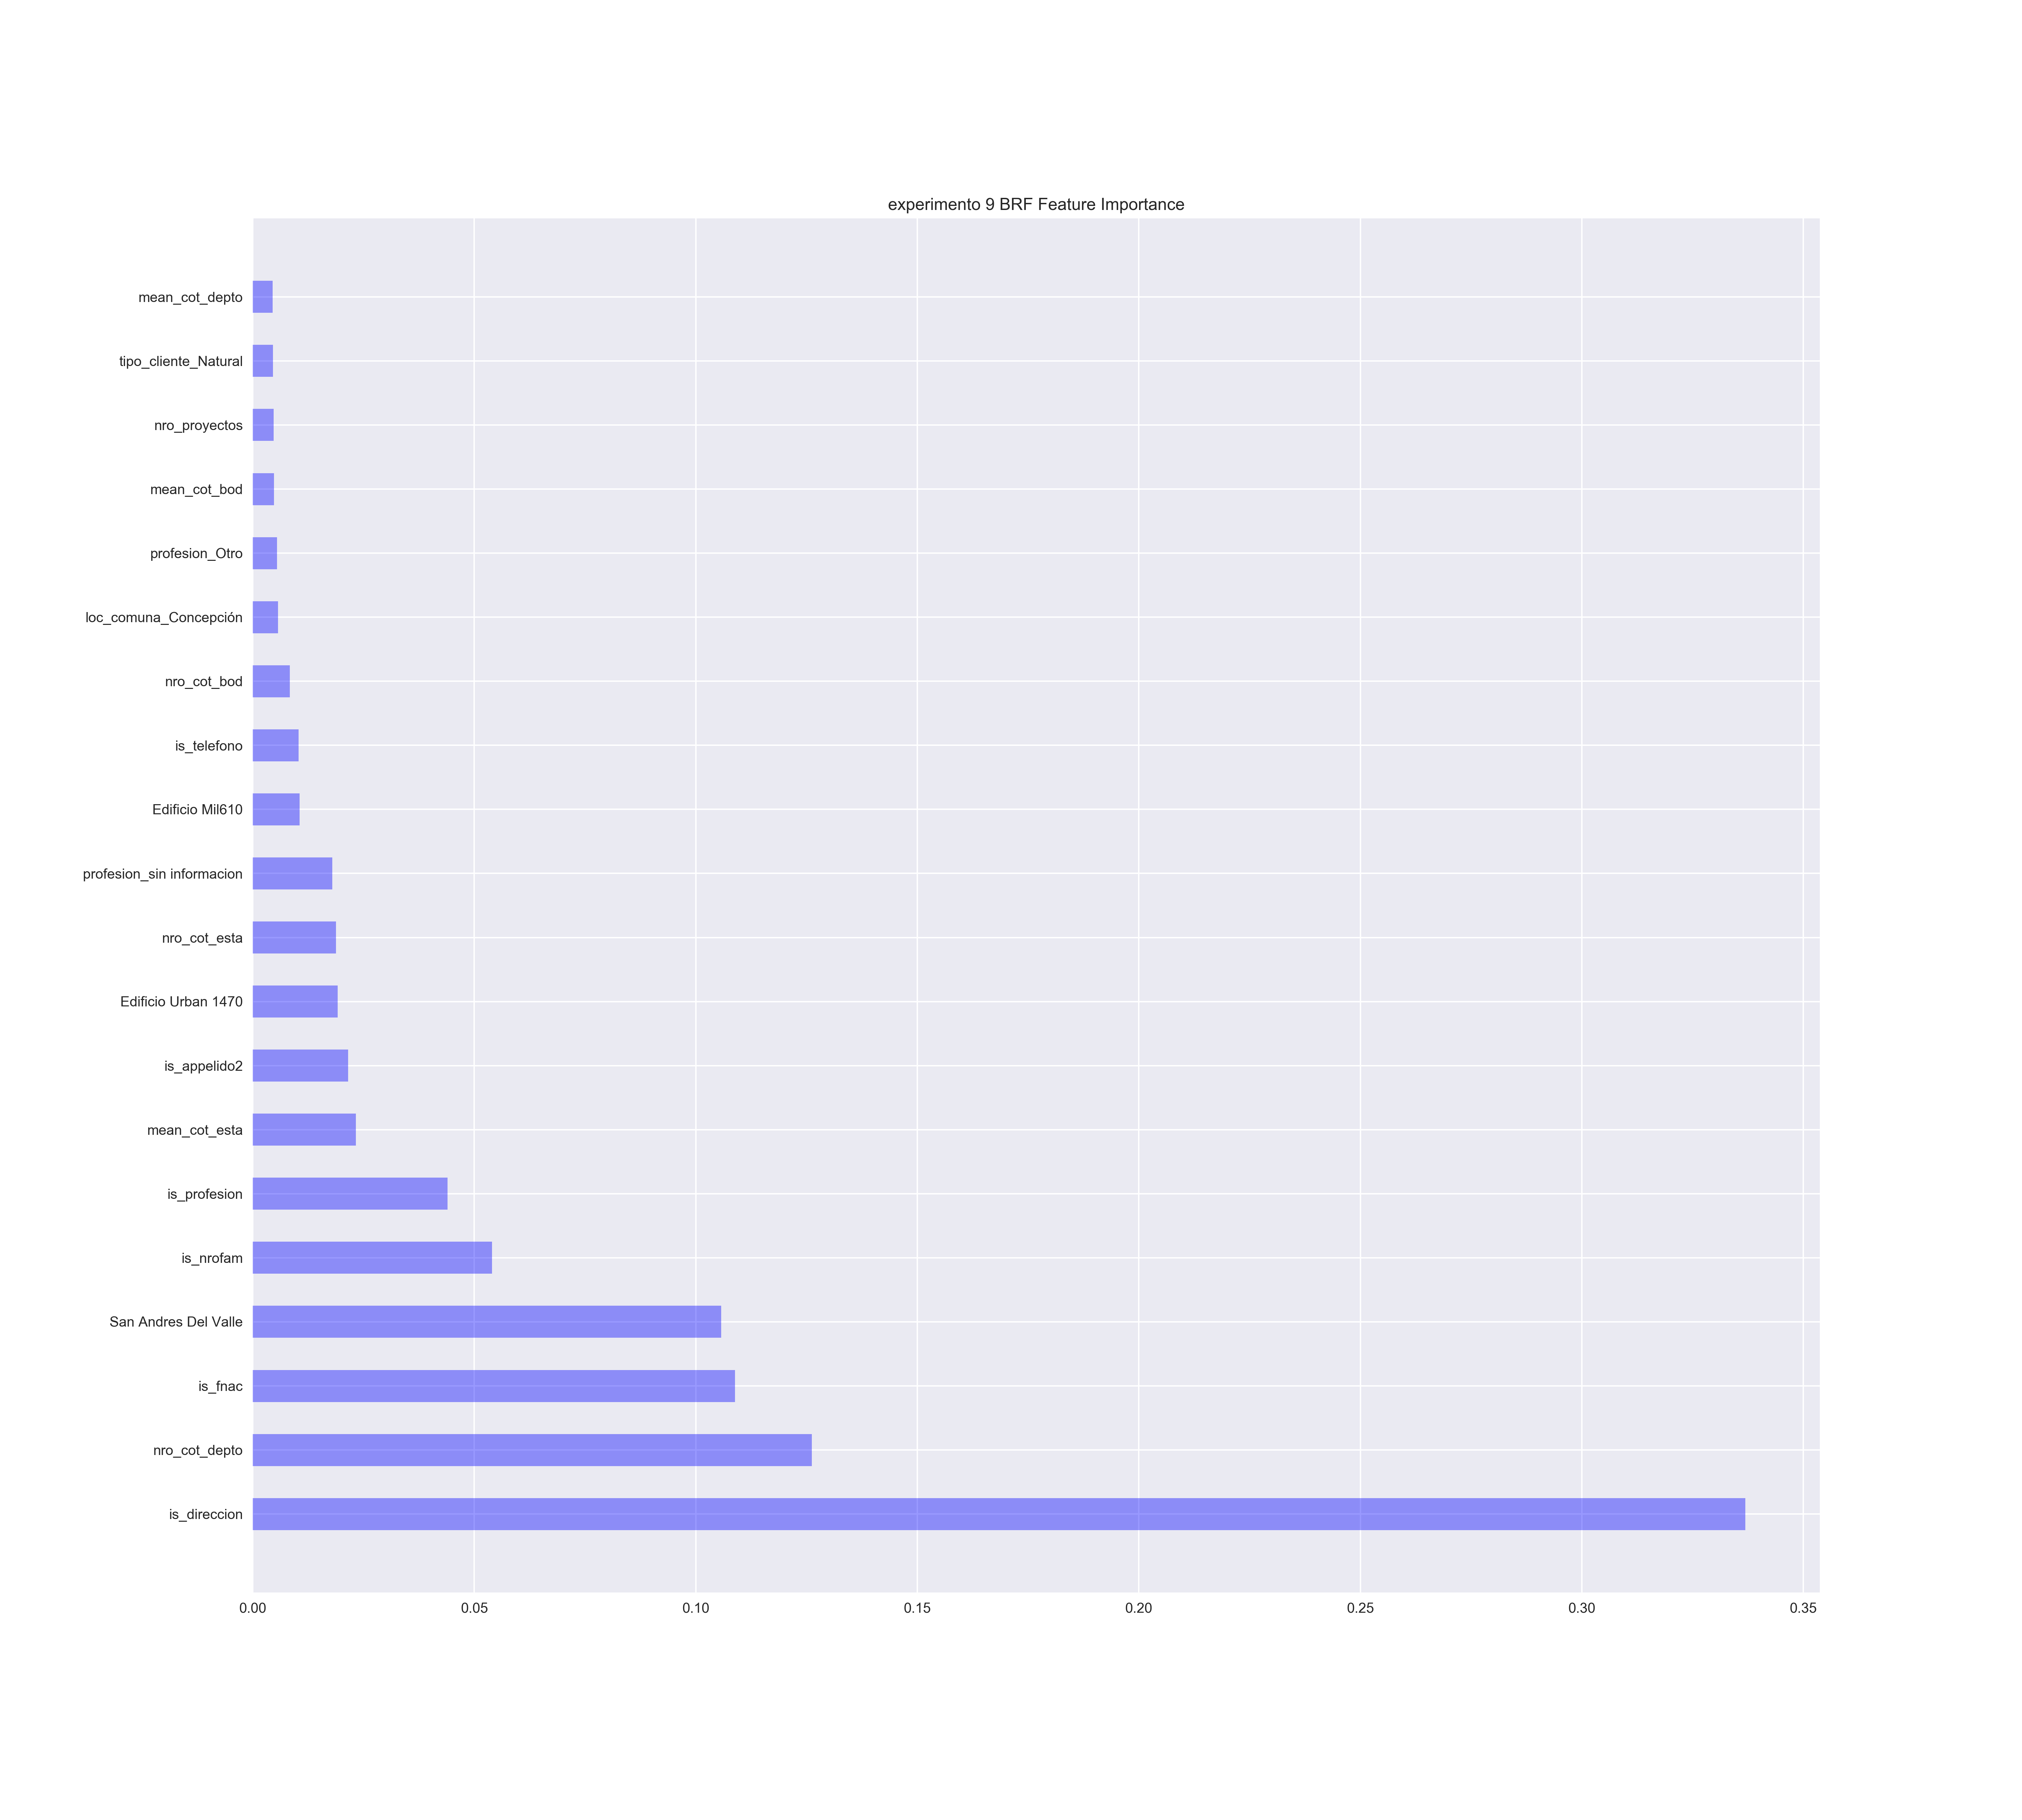 experimento 9 BRF Feature Importance
mean_cot_depto
tipo_cliente_Natural
nro_proyectos
mean_cot_bod
profesion_Otro
loc_comuna_Concepción
nro_cot_bod
is_telefono
Edificio Mil610
profesion_sin informacion
nro_cot_esta
Edificio Urban 1470
is_appelido2
mean_cot_esta
is_profesion
is_nrofam
San Andres Del Valle
is_fnac
nro_cot_depto
is_direccion
0.00 0.05 0.10 0.15 0.20 0.25 0.30 0.35